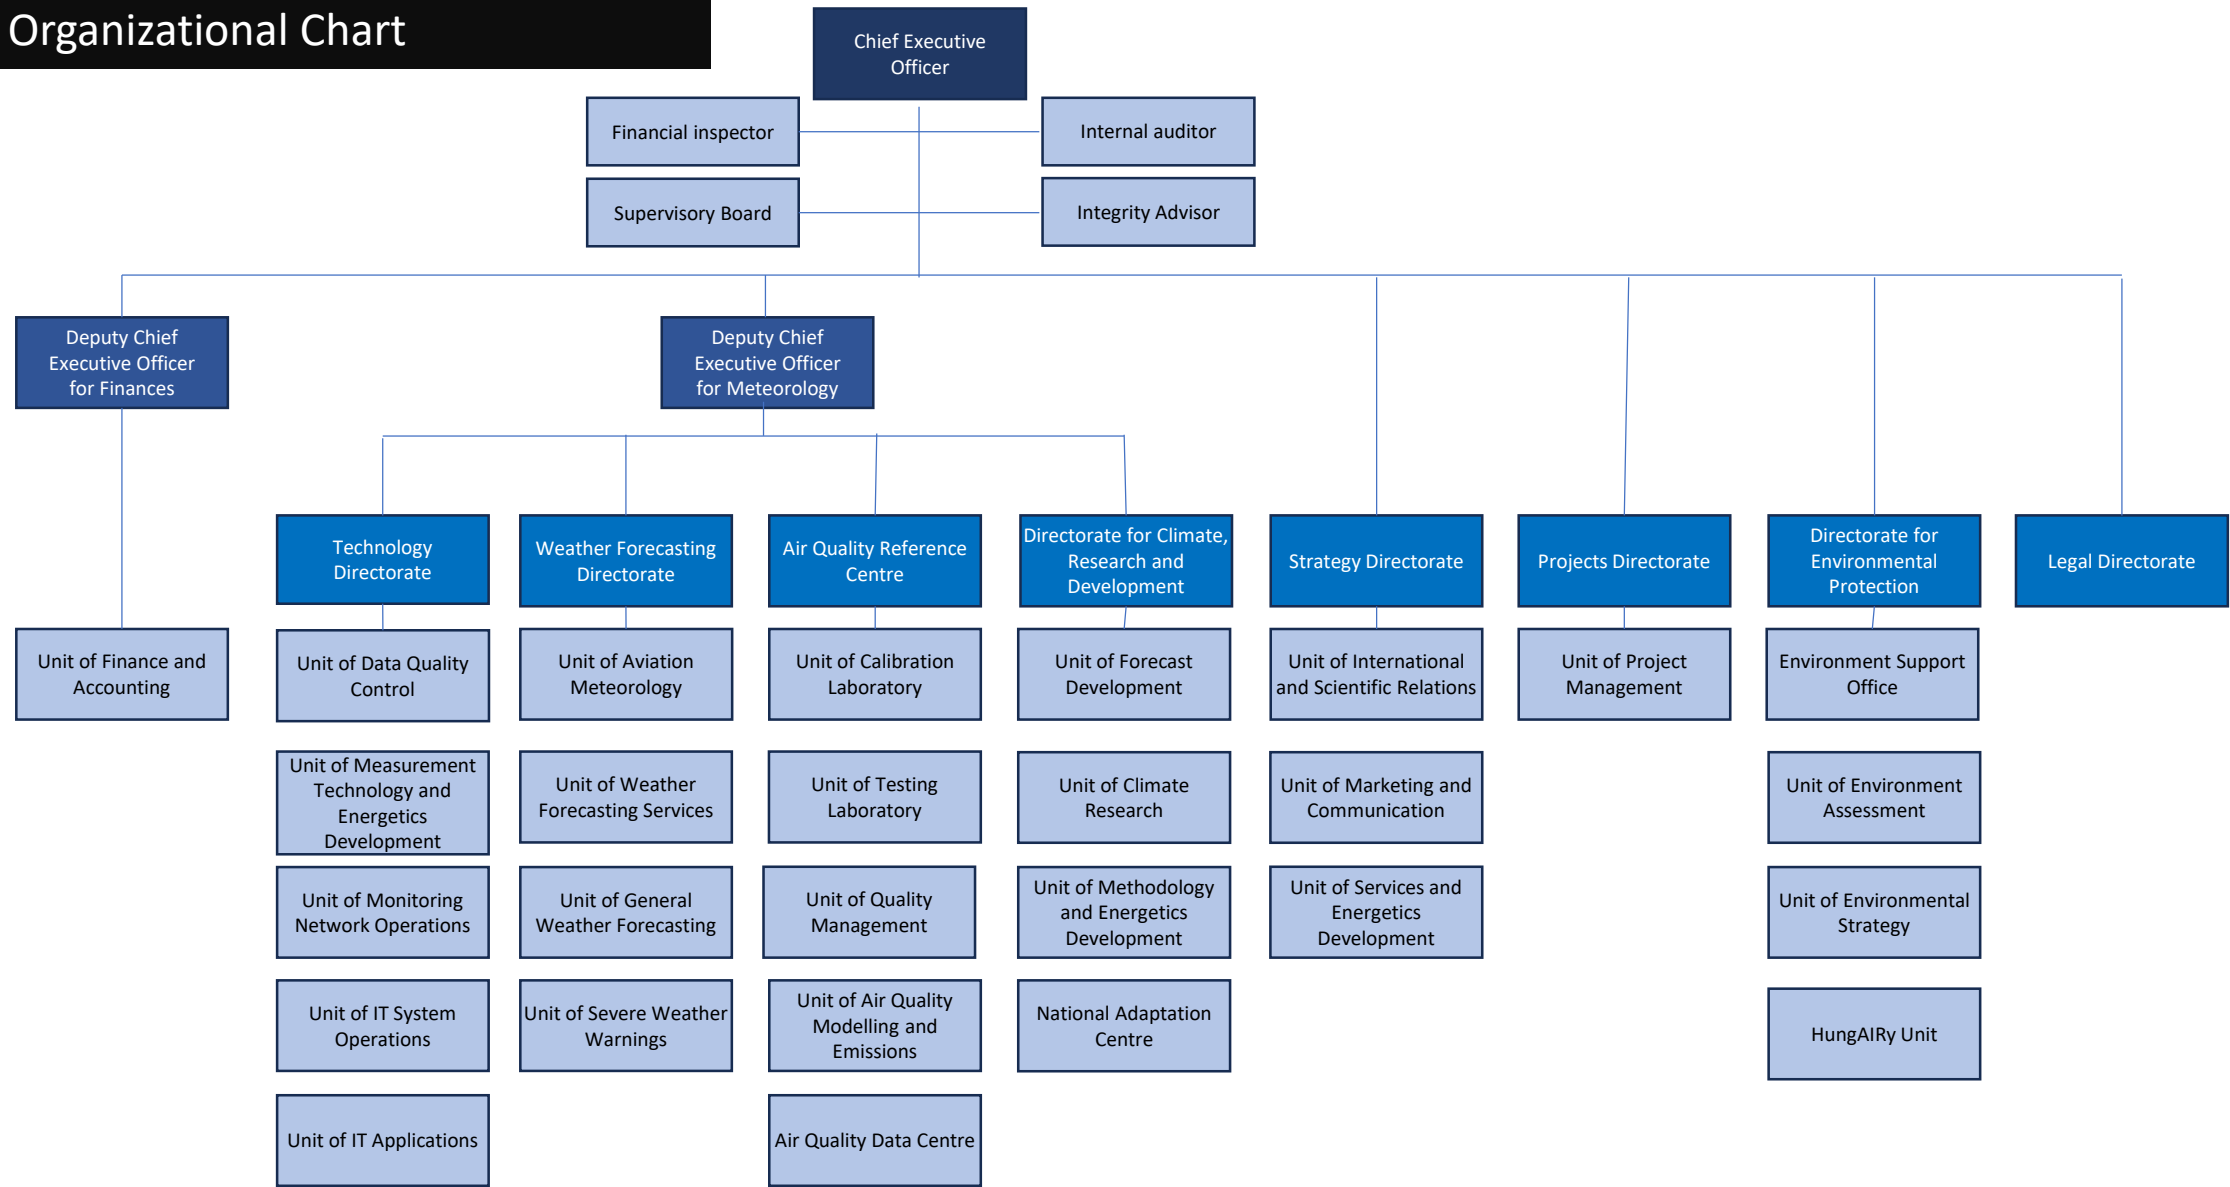 Organizational Chart
Chief Executive
Officer
Financial inspector
Internal auditor
Supervisory Board
Integrity Advisor
Deputy Chief
Executive Officer
for Finances
Deputy Chief
Executive Officer
for Meteorology
Technology
Directorate
Weather Forecasting
Directorate
Air Quality Reference
Centre
Directorate for Climate,
Research and
Development
Strategy Directorate
Projects Directorate
Directorate for
Environmental
Protection
Legal Directorate
Unit of Finance and
Accounting
Unit of Data Quality
Control
Unit of Aviation
Meteorology
Unit of Calibration
Laboratory
Unit of Forecast
Development
Unit of International
and Scientific Relations
Unit of Project
Management
Environment Support
Office
Unit of Measurement
Technology and
Energetics
Development
Unit of Weather
Forecasting Services
Unit of Testing
Laboratory
Unit of Climate
Research
Unit of Marketing and
Communication
Unit of Environment
Assessment
Unit of Monitoring
Network Operations
Unit of General
Weather Forecasting
Unit of Quality
Management
Unit of Methodology
and Energetics
Development
Unit of Services and
Energetics
Development
Unit of Environmental
Strategy
Unit of IT System
Operations
Unit of Severe Weather
Warnings
Unit of Air Quality
Modelling and
Emissions
National Adaptation
Centre
HungAIRy Unit
Unit of IT Applications
Air Quality Data Centre